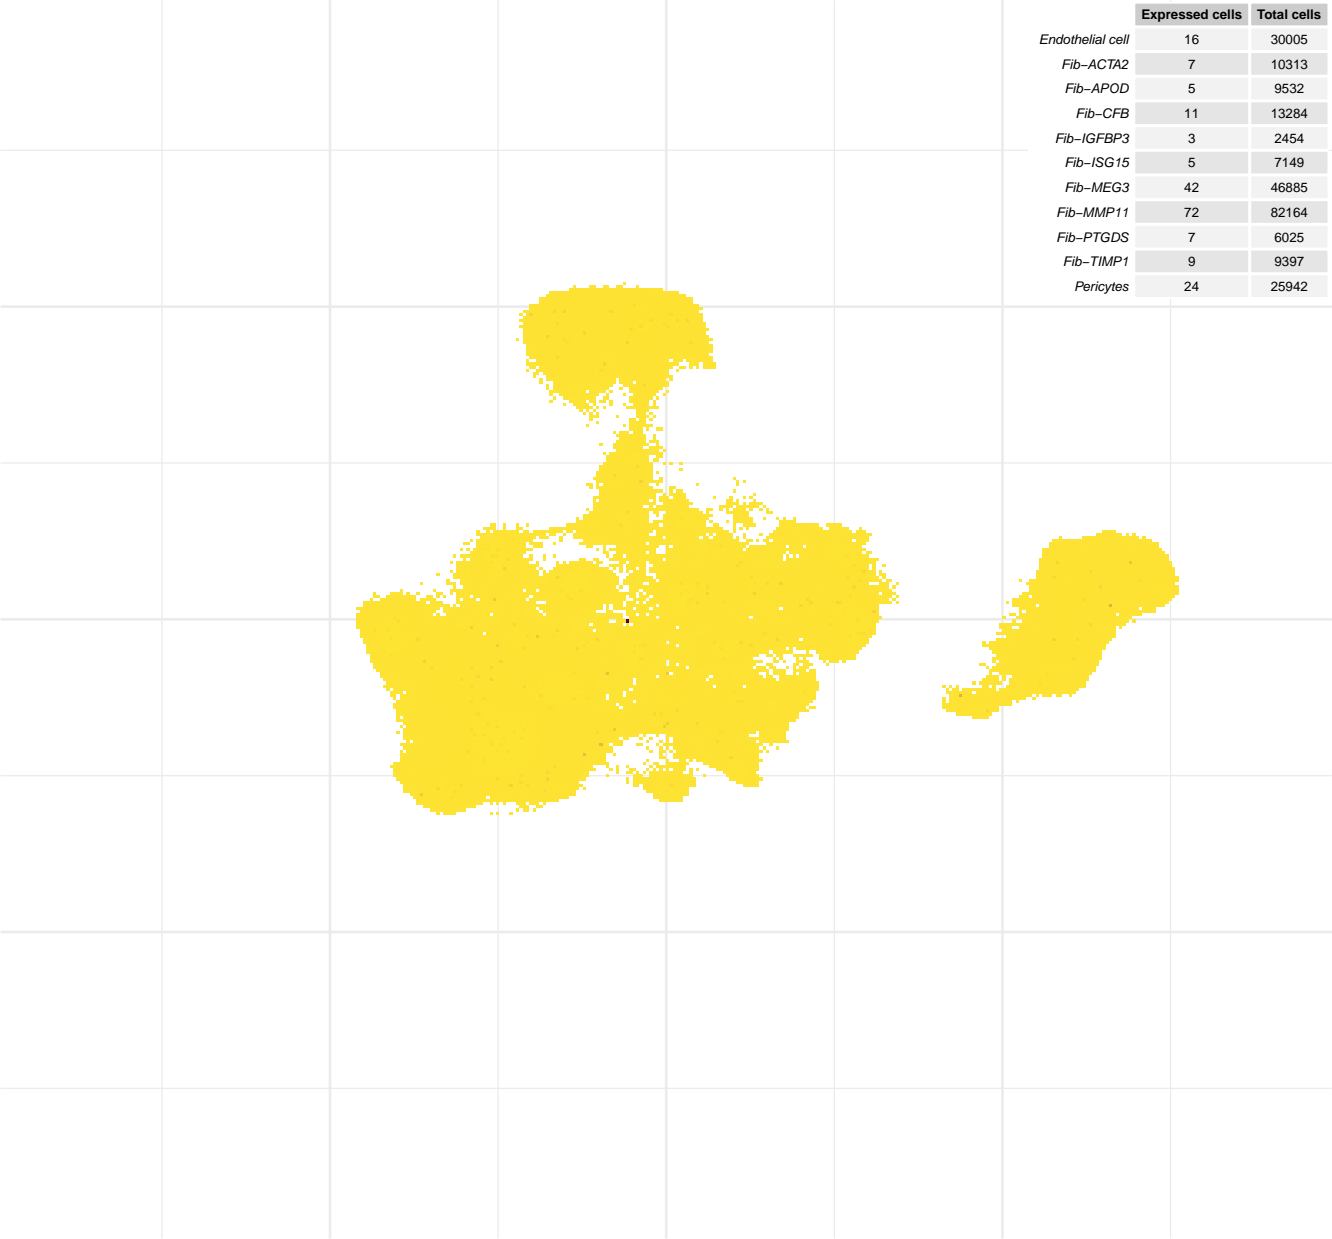 Expressed cells Total cells
Endothelial cell 16 30005
Fib−ACTA2 7 10313
Fib−APOD 5 9532
Fib−CFB 11 13284
Fib−IGFBP3 3 2454
Fib−ISG15 5 7149
Fib−MEG3 42 46885
Fib−MMP11 72 82164
Fib−PTGDS 7 6025
Fib−TIMP1 9 9397
Pericytes 24 25942